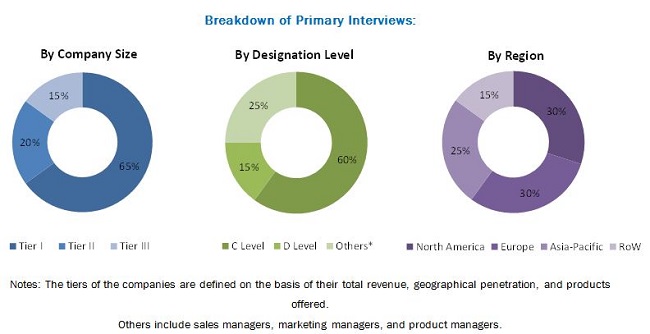 Breakdown of Primary Interviews:
By Company Size
15%
20%
65%
Tier I Tier II Tier III
By Designation Level
25%
15%
60%
C Level D Level Others*
By Region
15%
30%
25%
30%
North America Europe Asia-Pacific RoW
Notes: The tiers of the companies are defined on the basis of their total revenue, geographical penetration, and products
offered.
Others include sales managers, marketing managers, and product managers.